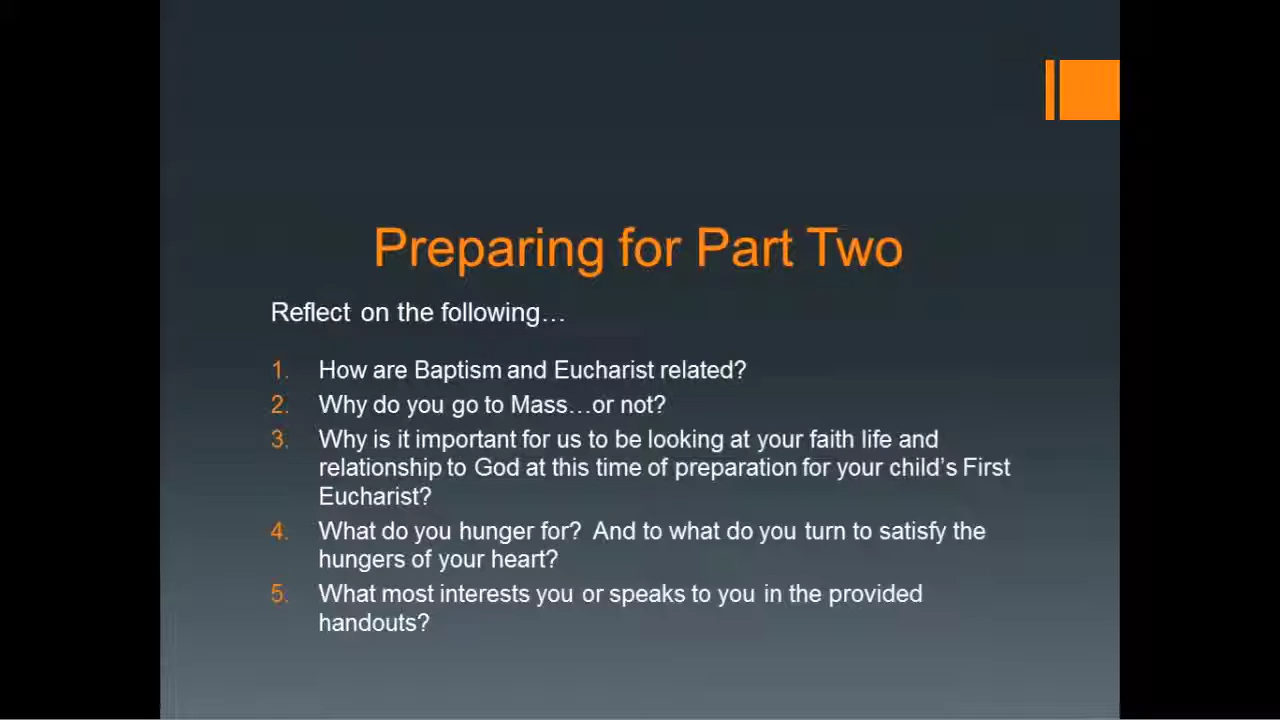 Preparing for Part Two
Reflect on the following…
1. How are Baptism and Eucharist related?
2. Why do you go to Mass…or not?
3. Why is it important for us to be looking at your faith life and
relationship to God at this time of preparation for your child’s First
Eucharist?
4. What do you hunger for?  And to what do you turn to satisfy the
hungers of your heart?
5. What most interests you or speaks to you in the provided
handouts?